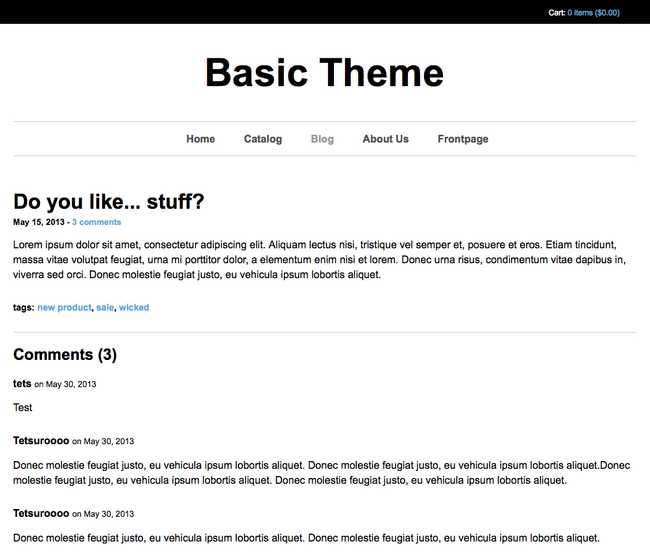 Cart: 0 items ($0.00)
Basic Theme
Home Catalog Blog About Us Frontpage
Do you like... stuff?
May 15, 2013 - 3 comments
Lorem ipsum dolor sit amet, consectetur adipiscing elit. Aliquam lectus nisi, tristique vel semper et, posuere et eros. Etiam tincidunt,
massa vitae volutpat feugiat, urna mi porttitor dolor, a elementum enim nisi et lorem. Donec urna risus, condimentum vitae dapibus in,
viverra sed orci. Donec molestie feugiat justo, eu vehicula ipsum lobortis aliquet.
tags: new product, sale, wicked
Comments (3)
tets on May 30, 2013
Test
Tetsuroooo on May 30, 2013
Donec molestie feugiat justo, eu vehicula ipsum lobortis aliquet. Donec molestie feugiat justo, eu vehicula ipsum lobortis aliquet.Donec
molestie feugiat justo, eu vehicula ipsum lobortis aliquet. Donec molestie feugiat justo, eu vehicula ipsum lobortis aliquet.
Tetsuroooo on May 30, 2013
Donec molestie feugiat justo, eu vehicula ipsum lobortis aliquet. Donec molestie feugiat justo, eu vehicula ipsum lobortis aliquet.